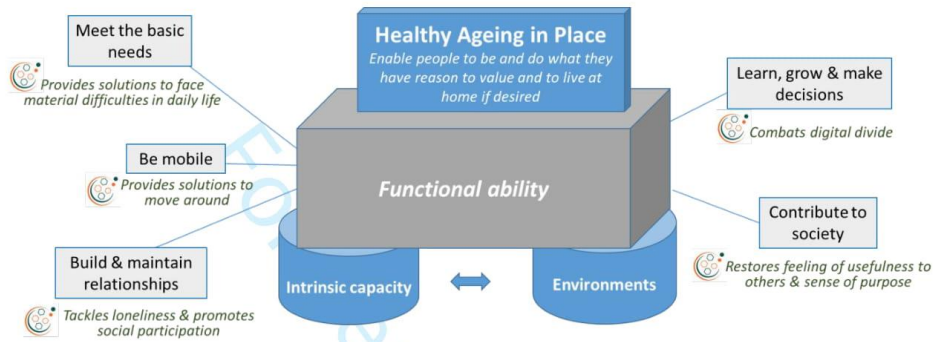 Meet the basic
needs
Provides solutions to face
material difficulties in daily life
Be mobile
Provides solutions to
move around
Build & maintain
relationships
Tackles loneliness & promotes
social participation
Healthy Ageing in Place
Enable people to be and do what they
have reason to value and to live at
home if desired
Functional ability
Intrinsic capacity
Environments
Learn, grow & make
decisions
Combats digital divide
Contribute to
society
Restores feeling of usefulness to
others & sense of purpose